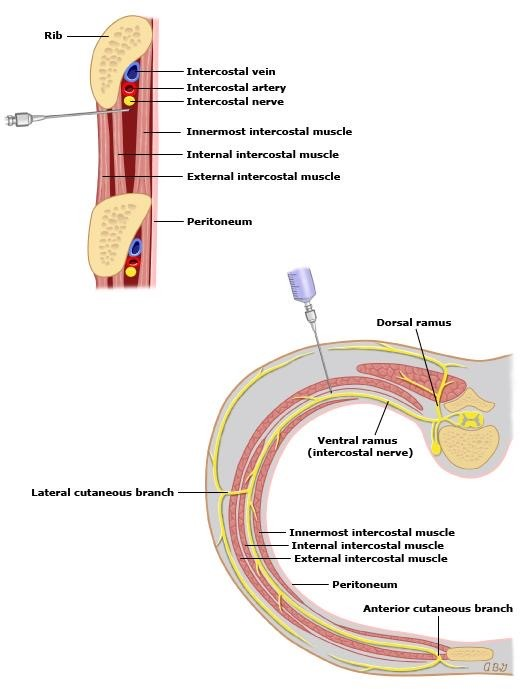 Rib
Intercostal vein
Intercostal artery
Intercostal nerve
Innermost intercostal muscle
Internal intercostal muscle
External intercostal muscle
Peritoneum
Dorsal ramus
Ventral ramus
(intercostal nerve)
Lateral cutaneous branch
Innermost intercostal muscle
Internal intercostal muscle
External intercostal muscle
Peritoneum
Anterior cutaneous branch